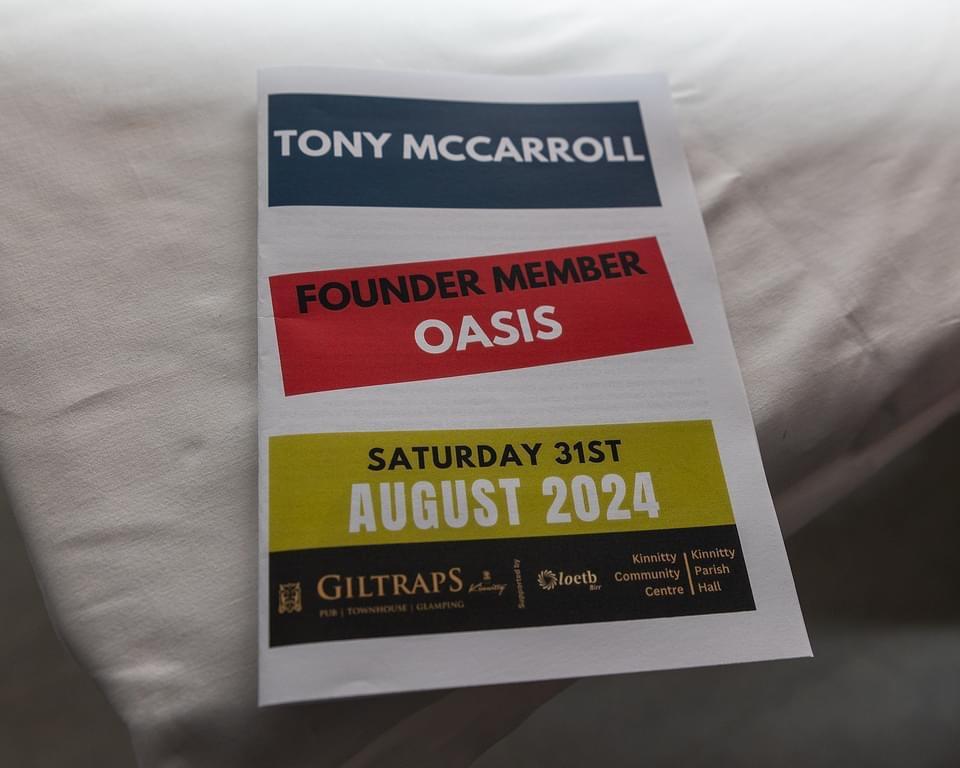 TONY MCCARROLL
FOUNDER MEMBER
OASIS
SATURDAY 31ST
AUGUST 2024
GILTRAPS Kinnitty
PUB | TOWNHOUSE | GLAMPING
Supported by
loetb
Birr
Kinnitty
Community
Centre
Kinnitty
Parish
Hall